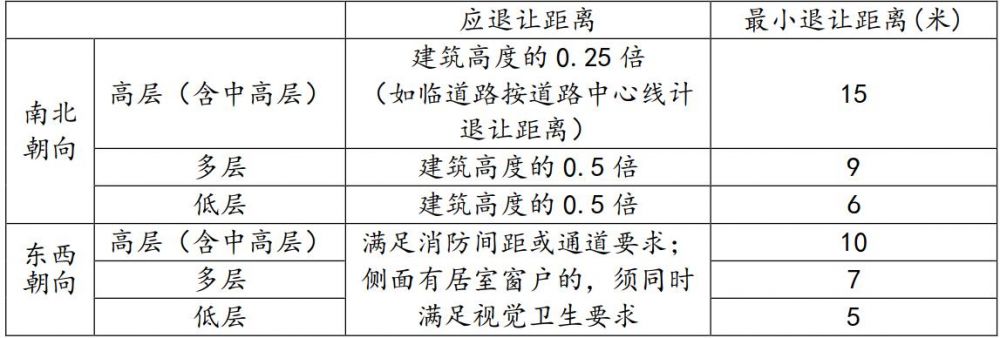 应退让距离 最小退让距离(米)
南北朝向 高层（含中高层） 建筑高度的0.25倍
（如临道路按道路中心线计
退让距离） 15
多层 建筑高度的0.5倍 9
低层 建筑高度的0.5倍 6
东西朝向 高层（含中高层） 满足消防间距或通道要求； 10
多层 侧面有居室窗户的，须同时 7
低层 满足视觉卫生要求 5